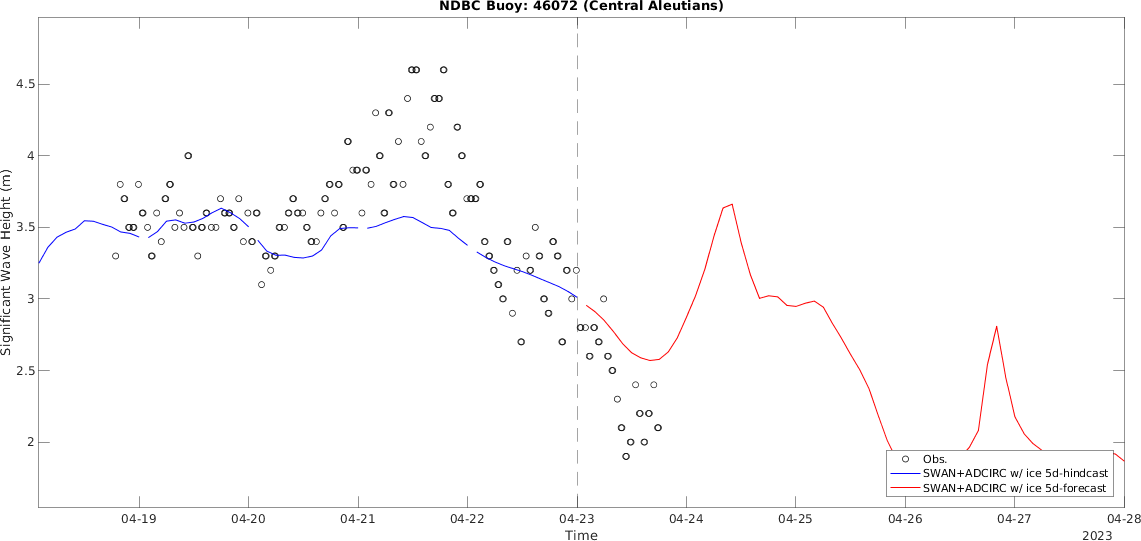 NDBC Buoy: 46072 (Central Aleutians)
Significant Wave Height (m)
4.5
4
3.5
3
2.5
2
Obs.
SWAN+ADCIRC w/ ice 5d-hindcast
SWAN+ADCIRC w/ ice 5d-forecast
04-19 04-20 04-21 04-22 04-23 04-24 04-25 04-26 04-27 04-28
Time
2023